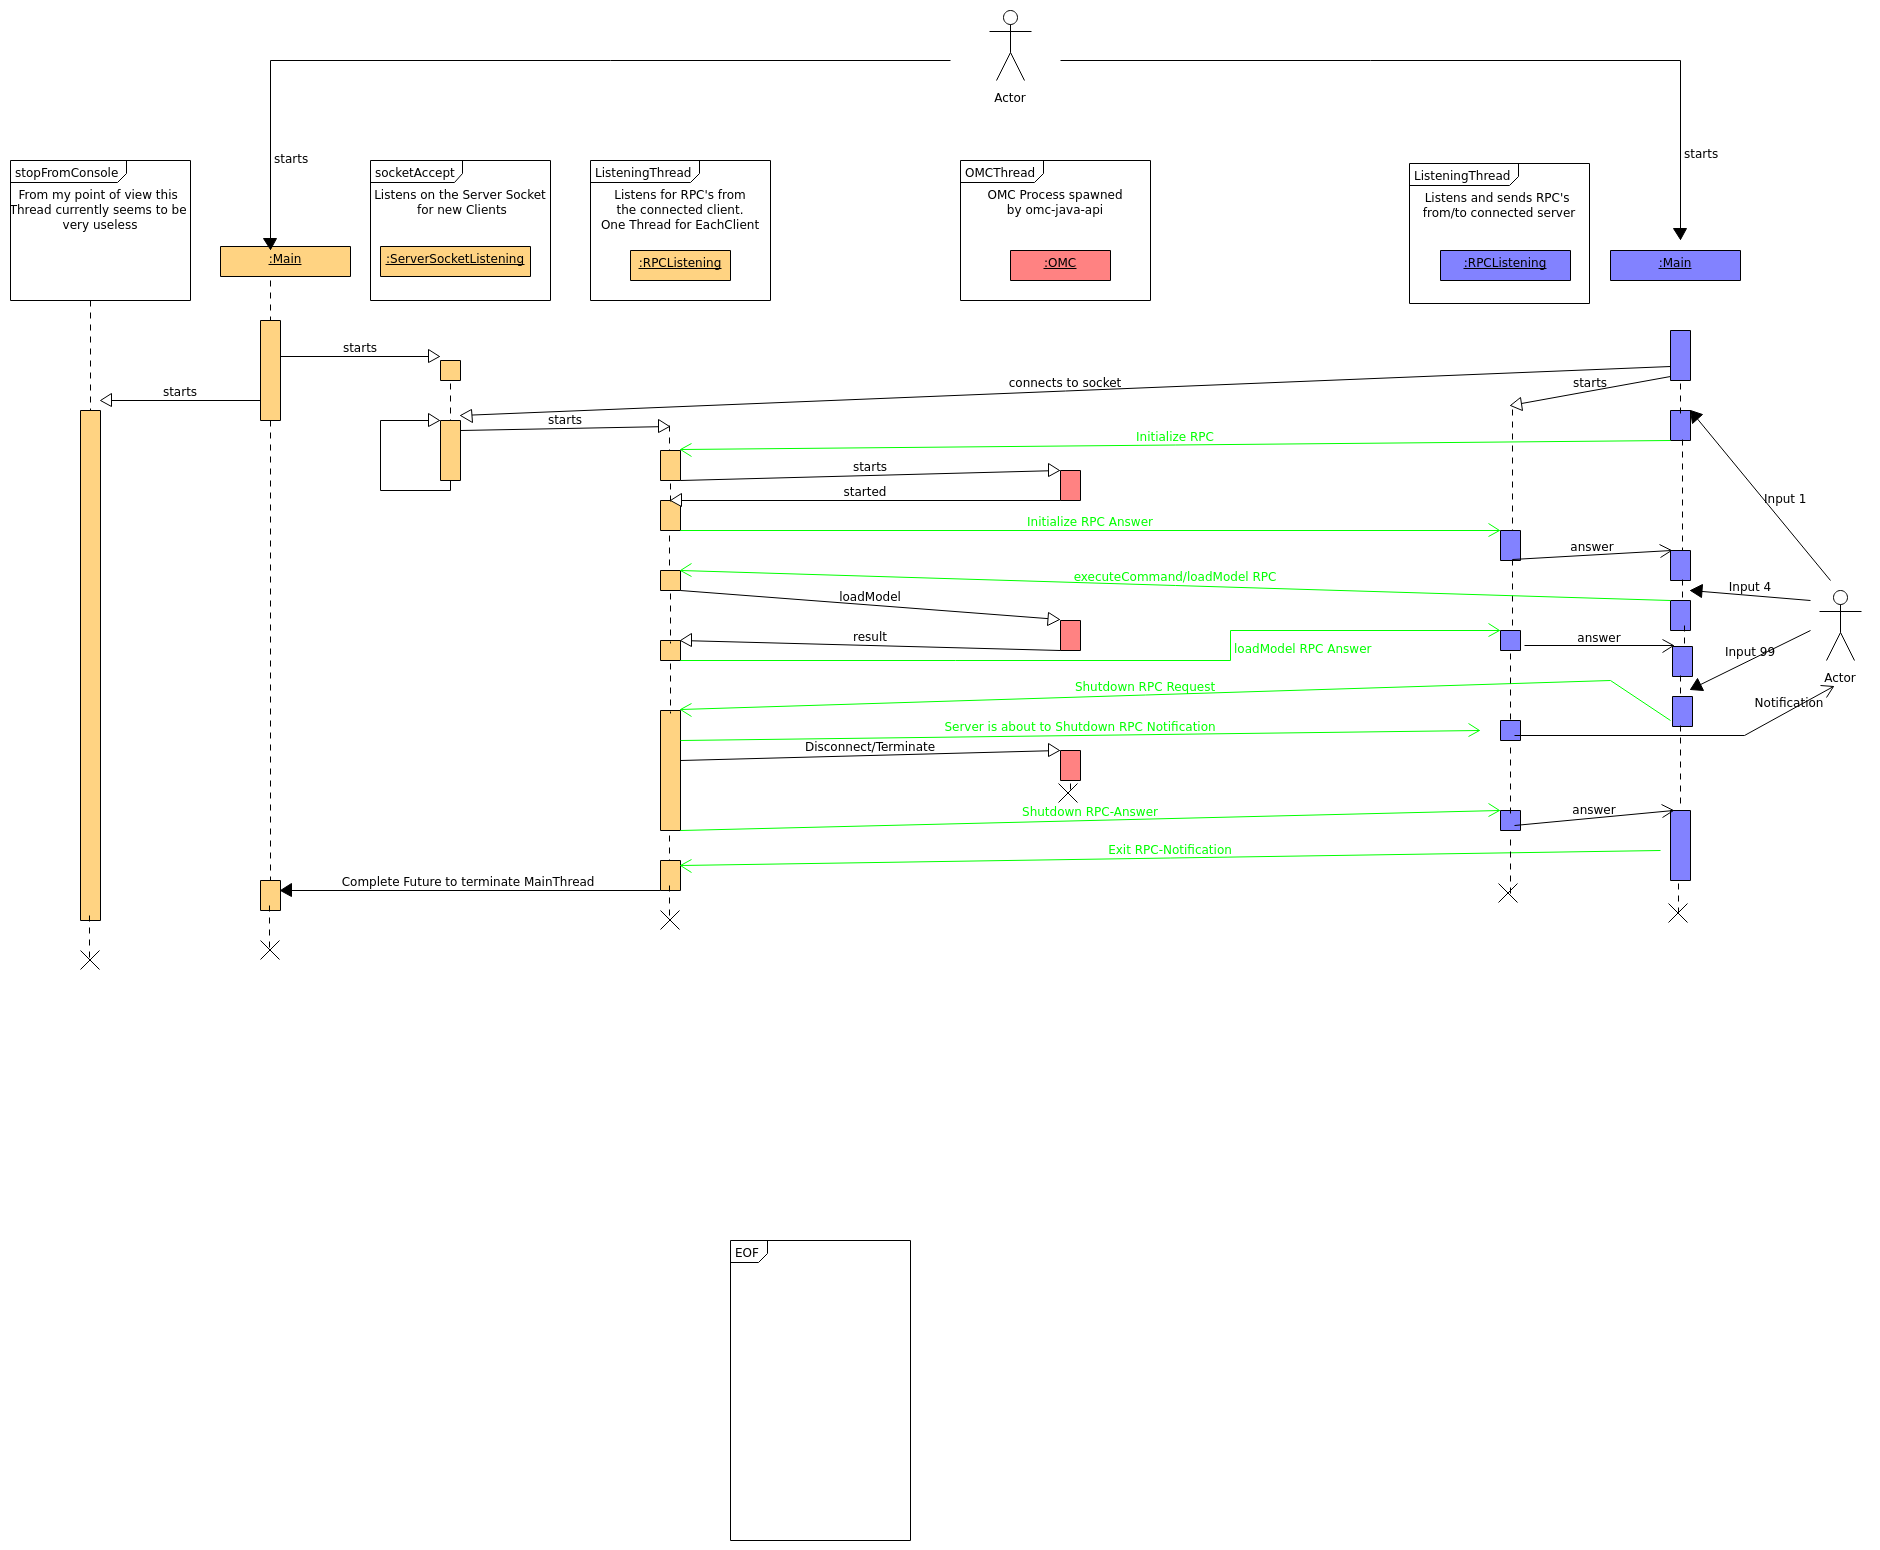 Actor
starts
starts
stopFromConsole
From my point of view this
Thread currently seems to be
very useless
:Main
socketAccept
Listens on the Server Socket
for new Clients
:ServerSocketListening
ListeningThread
Listens for RPC's from
the connected client.
One Thread for EachClient
:RPCListening
OMCThread
OMC Process spawned
by omc-java-api
:OMC
ListeningThread
Listens and sends RPC's
from/to connected server
:RPCListening
:Main
starts
connects to socket
starts
starts
starts
Initialize RPC
starts
started
Input 1
Initialize RPC Answer
answer
executeCommand/loadModel RPC
Input 4
loadModel
result
answer
loadModel RPC Answer
Input 99
Actor
Shutdown RPC Request
Notification
Server is about to Shutdown RPC Notification
Disconnect/Terminate
Shutdown RPC-Answer
answer
Exit RPC-Notification
Complete Future to terminate MainThread
EOF